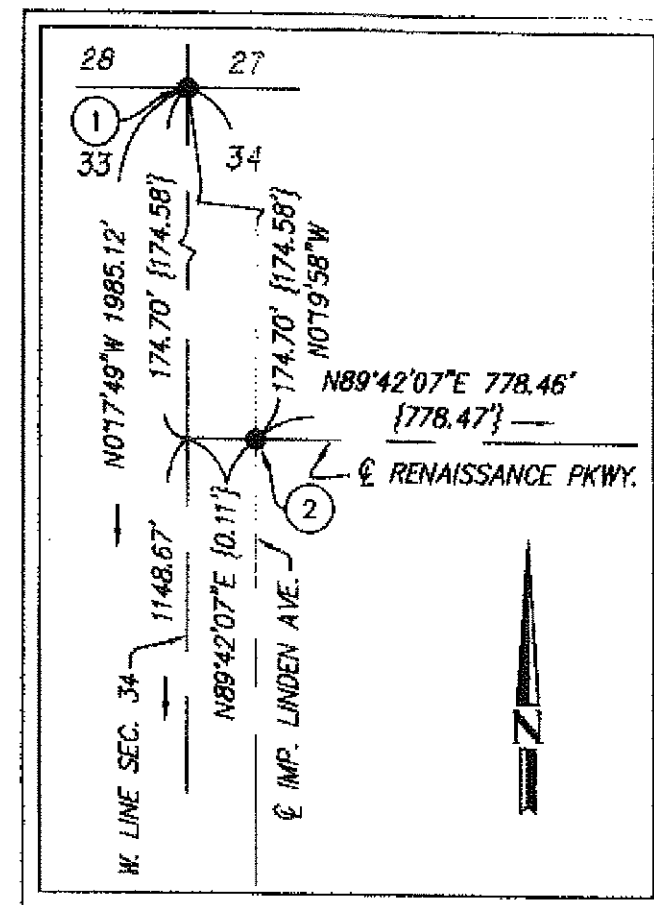 28 27
1
33 34
N0°17'49"W 1985.12'
174.70' {174.58'}
174.70' {174.58'}
N0°19'58"W
N89°42'07"E 778.46'
{778.47'}
℄ RENAISSANCE PKWY.
2
1148.67'
N89°42'07"E {0.11'}
W. LINE SEC. 34
℄ IMP. LINDEN AVE.
N